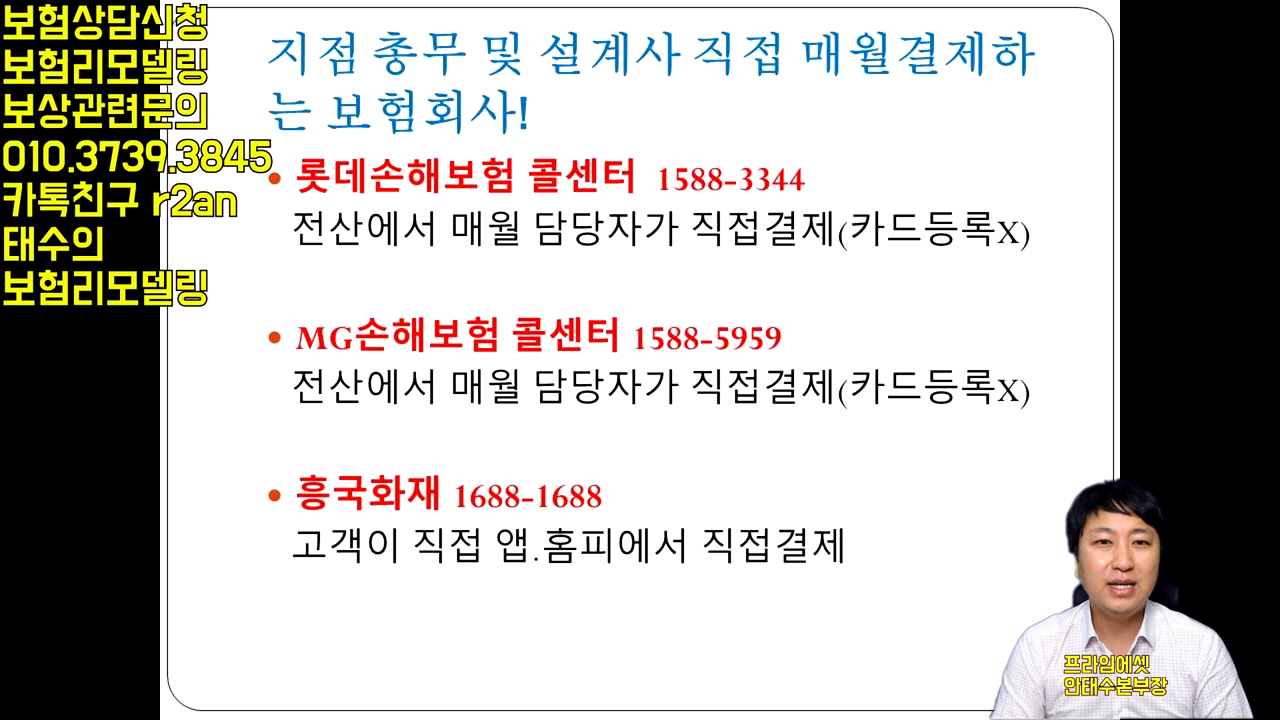 보험상담신청
보험리모델링
보상관련문의
010.3739.3845
카톡친구 r2an
태수의
보험리모델링
지점 총무 및 설계사 직접 매월결제하
는 보험회사!
• 롯데손해보험 콜센터 1588-3344
전산에서 매월 담당자가 직접결제(카드등록X)
• MG손해보험 콜센터 1588-5959
전산에서 매월 담당자가 직접결제(카드등록X)
• 흥국화재 1688-1688
고객이 직접 앱.홈피에서 직접결제
프라임에셋
안태수본부장